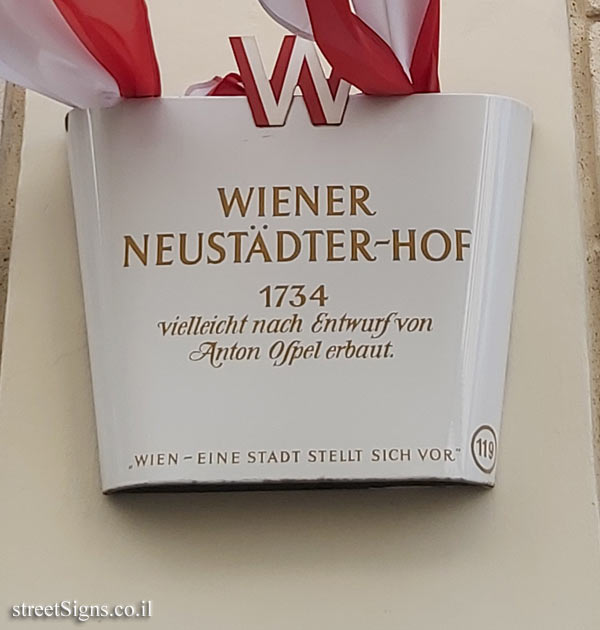 W
WIENER
NEUSTÄDTER-HOF
1734
vielleicht nach Entwurf von
Anton Ospel erbaut.
„WIEN - EINE STADT STELLT SICH VOR“ 119
streetSigns.co.il